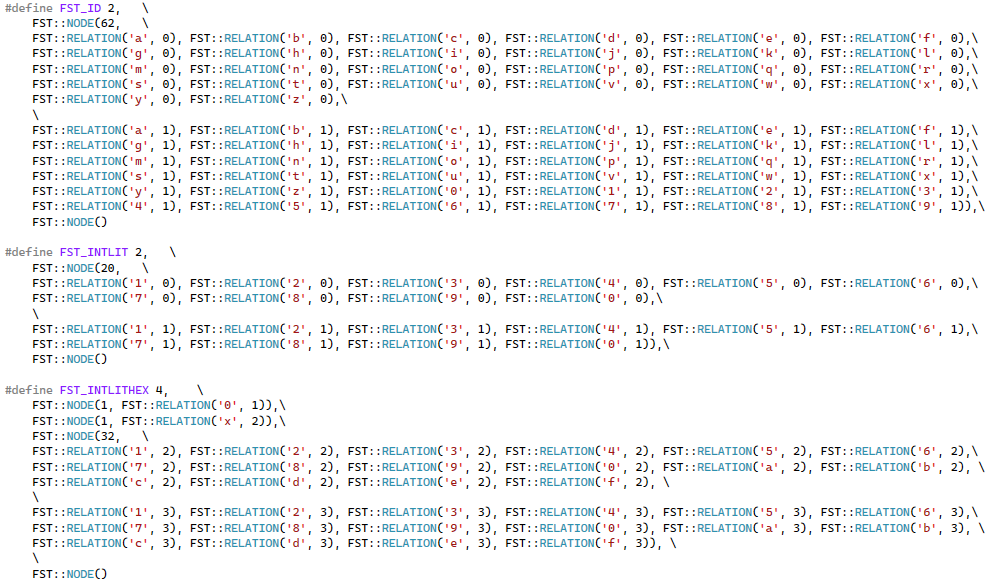 #define FST_ID 2,   \
    FST::NODE(62,   \
    FST::RELATION('a', 0), FST::RELATION('b', 0), FST::RELATION('c', 0), FST::RELATION('d', 0), FST::RELATION('e', 0), FST::RELATION('f', 0),\
    FST::RELATION('g', 0), FST::RELATION('h', 0), FST::RELATION('i', 0), FST::RELATION('j', 0), FST::RELATION('k', 0), FST::RELATION('l', 0),\
    FST::RELATION('m', 0), FST::RELATION('n', 0), FST::RELATION('o', 0), FST::RELATION('p', 0), FST::RELATION('q', 0), FST::RELATION('r', 0),\
    FST::RELATION('s', 0), FST::RELATION('t', 0), FST::RELATION('u', 0), FST::RELATION('v', 0), FST::RELATION('w', 0), FST::RELATION('x', 0),\
    FST::RELATION('y', 0), FST::RELATION('z', 0),\
    \
    FST::RELATION('a', 1), FST::RELATION('b', 1), FST::RELATION('c', 1), FST::RELATION('d', 1), FST::RELATION('e', 1), FST::RELATION('f', 1),\
    FST::RELATION('g', 1), FST::RELATION('h', 1), FST::RELATION('i', 1), FST::RELATION('j', 1), FST::RELATION('k', 1), FST::RELATION('l', 1),\
    FST::RELATION('m', 1), FST::RELATION('n', 1), FST::RELATION('o', 1), FST::RELATION('p', 1), FST::RELATION('q', 1), FST::RELATION('r', 1),\
    FST::RELATION('s', 1), FST::RELATION('t', 1), FST::RELATION('u', 1), FST::RELATION('v', 1), FST::RELATION('w', 1), FST::RELATION('x', 1),\
    FST::RELATION('y', 1), FST::RELATION('z', 1), FST::RELATION('0', 1), FST::RELATION('1', 1), FST::RELATION('2', 1), FST::RELATION('3', 1),\
    FST::RELATION('4', 1), FST::RELATION('5', 1), FST::RELATION('6', 1), FST::RELATION('7', 1), FST::RELATION('8', 1), FST::RELATION('9', 1)),\
    FST::NODE()

#define FST_INTLIT 2,   \
    FST::NODE(20,   \
    FST::RELATION('1', 0), FST::RELATION('2', 0), FST::RELATION('3', 0), FST::RELATION('4', 0), FST::RELATION('5', 0), FST::RELATION('6', 0),\
    FST::RELATION('7', 0), FST::RELATION('8', 0), FST::RELATION('9', 0), FST::RELATION('0', 0),\
    \
    FST::RELATION('1', 1), FST::RELATION('2', 1), FST::RELATION('3', 1), FST::RELATION('4', 1), FST::RELATION('5', 1), FST::RELATION('6', 1),\
    FST::RELATION('7', 1), FST::RELATION('8', 1), FST::RELATION('9', 1), FST::RELATION('0', 1)),\
    FST::NODE()

#define FST_INTLITHEX 4,    \
    FST::NODE(1, FST::RELATION('0', 1)),\
    FST::NODE(1, FST::RELATION('x', 2)),\
    FST::NODE(32,   \
    FST::RELATION('1', 2), FST::RELATION('2', 2), FST::RELATION('3', 2), FST::RELATION('4', 2), FST::RELATION('5', 2), FST::RELATION('6', 2),\
    FST::RELATION('7', 2), FST::RELATION('8', 2), FST::RELATION('9', 2), FST::RELATION('0', 2), FST::RELATION('a', 2), FST::RELATION('b', 2), \
    FST::RELATION('c', 2), FST::RELATION('d', 2), FST::RELATION('e', 2), FST::RELATION('f', 2), \
    \
    FST::RELATION('1', 3), FST::RELATION('2', 3), FST::RELATION('3', 3), FST::RELATION('4', 3), FST::RELATION('5', 3), FST::RELATION('6', 3),\
    FST::RELATION('7', 3), FST::RELATION('8', 3), FST::RELATION('9', 3), FST::RELATION('0', 3), FST::RELATION('a', 3), FST::RELATION('b', 3), \
    FST::RELATION('c', 3), FST::RELATION('d', 3), FST::RELATION('e', 3), FST::RELATION('f', 3)), \
    \
    FST::NODE()